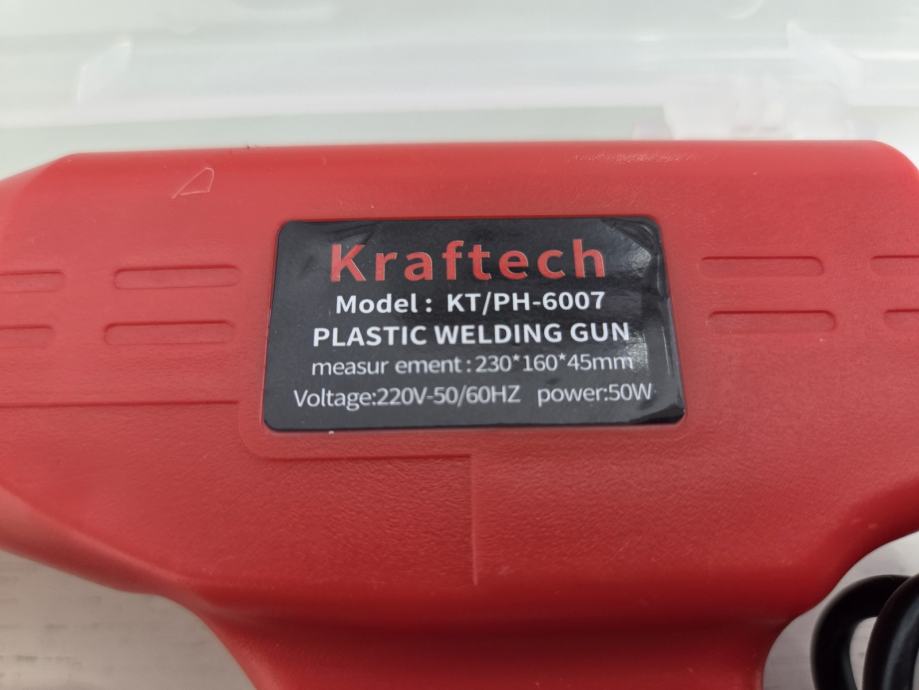 Kraftech
Model: KT/PH-6007
PLASTIC WELDING GUN
measur ement:230*160*45mm
Voltage:220V-50/60HZ power:50W